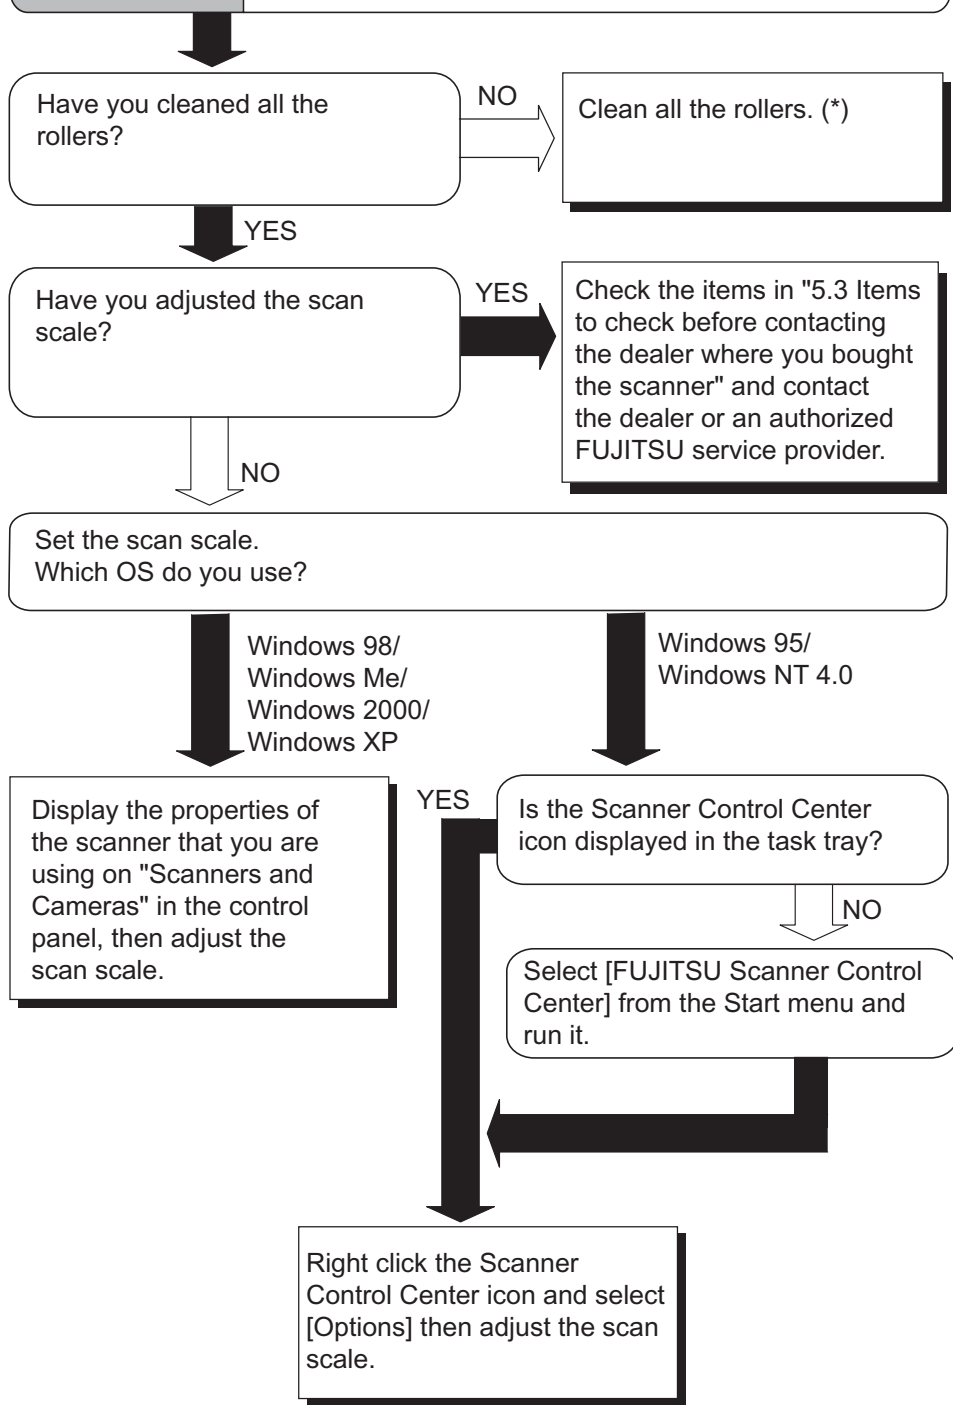 Have you cleaned all the
rollers?
NO
Clean all the rollers. (*)
YES
Have you adjusted the scan
scale?
YES
Check the items in "5.3 Items
to check before contacting
the dealer where you bought
the scanner" and contact
the dealer or an authorized
FUJITSU service provider.
NO
Set the scan scale.
Which OS do you use?
Windows 98/
Windows Me/
Windows 2000/
Windows XP
Windows 95/
Windows NT 4.0
Display the properties of
the scanner that you are
using on "Scanners and
Cameras" in the control
panel, then adjust the
scan scale.
YES
Is the Scanner Control Center
icon displayed in the task tray?
NO
Select [FUJITSU Scanner Control
Center] from the Start menu and
run it.
Right click the Scanner
Control Center icon and select
[Options] then adjust the scan
scale.